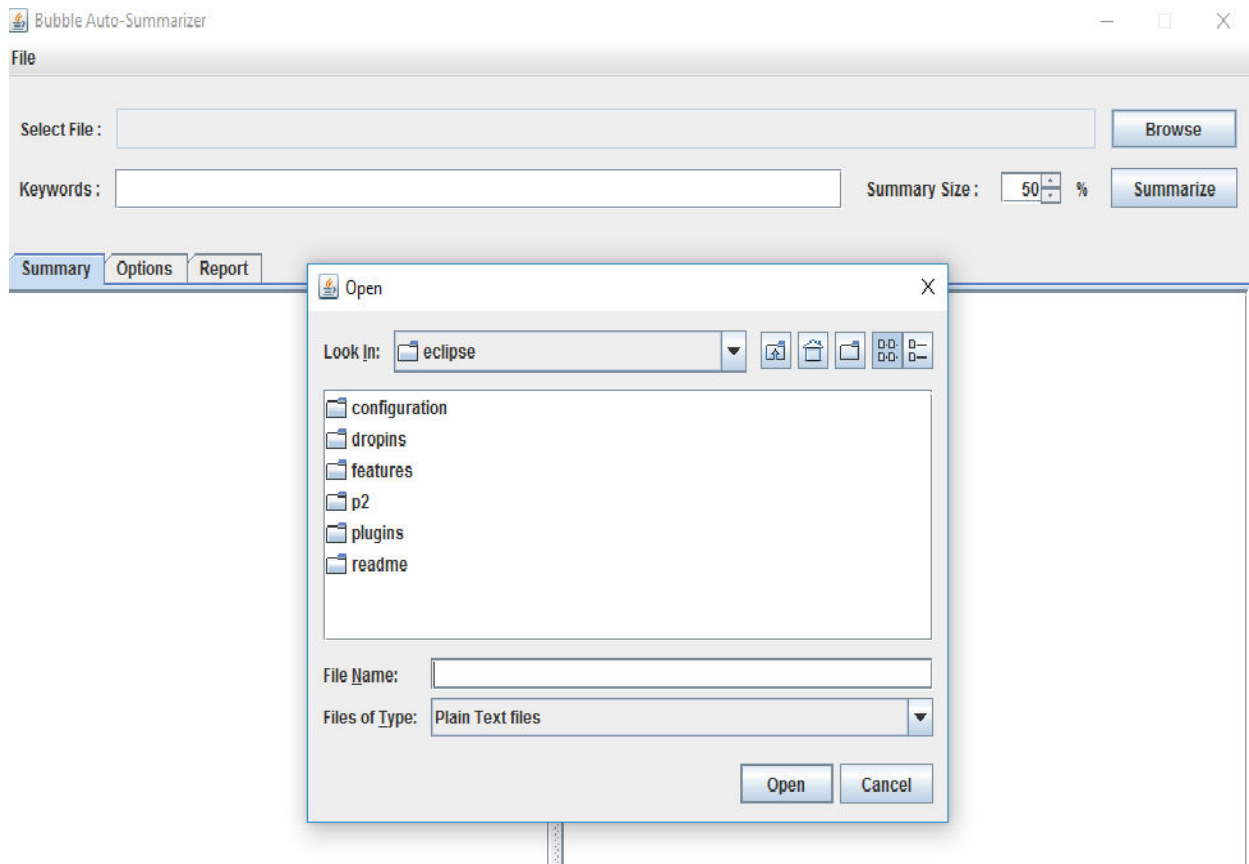 Bubble Auto-Summarizer
File
Select File : Browse
Keywords : Summary Size : 50 % Summarize
Summary Options Report
Open
Look In: eclipse
configuration
dropins
features
p2
plugins
readme
File Name:
Files of Type: Plain Text files
Open Cancel